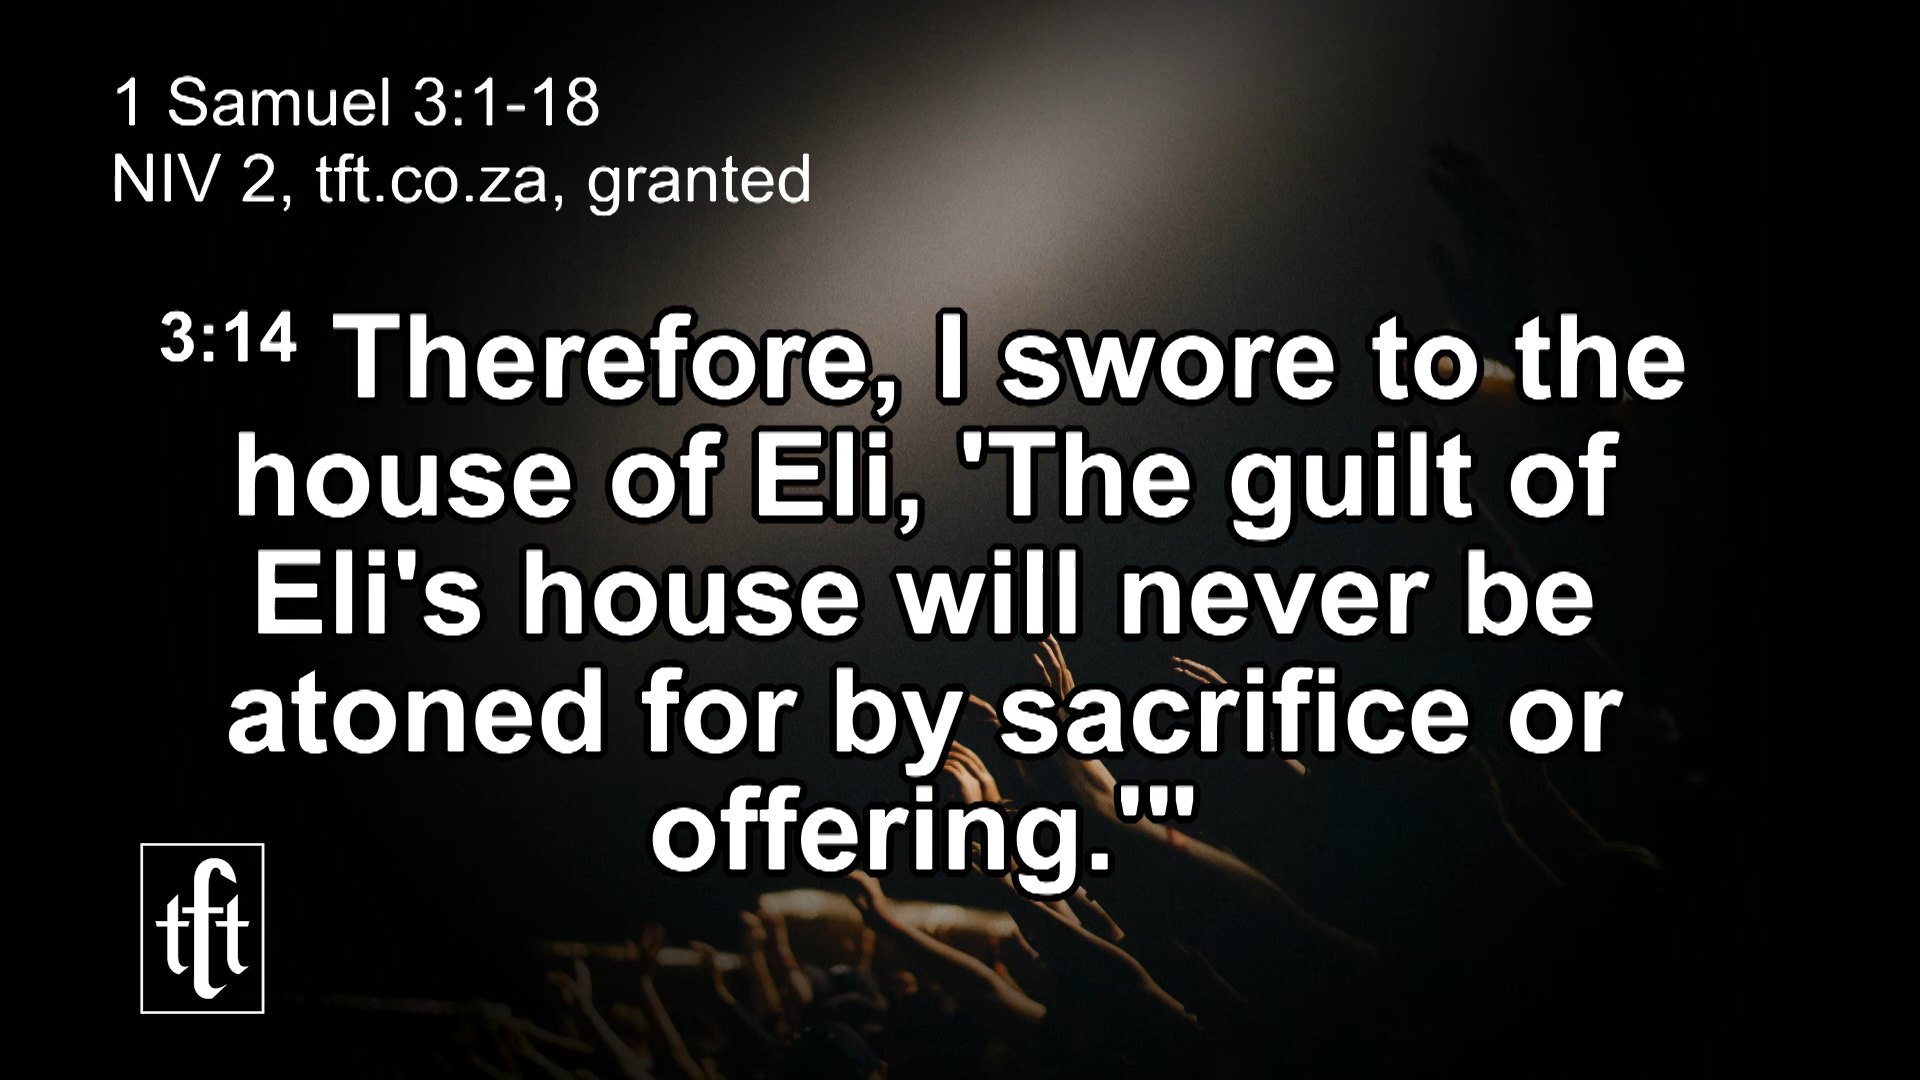 1 Samuel 3:1-18
NIV 2, tft.co.za, granted
3:14 Therefore, I swore to the
house of Eli, 'The guilt of
Eli's house will never be
atoned for by sacrifice or
offering.'"
tft